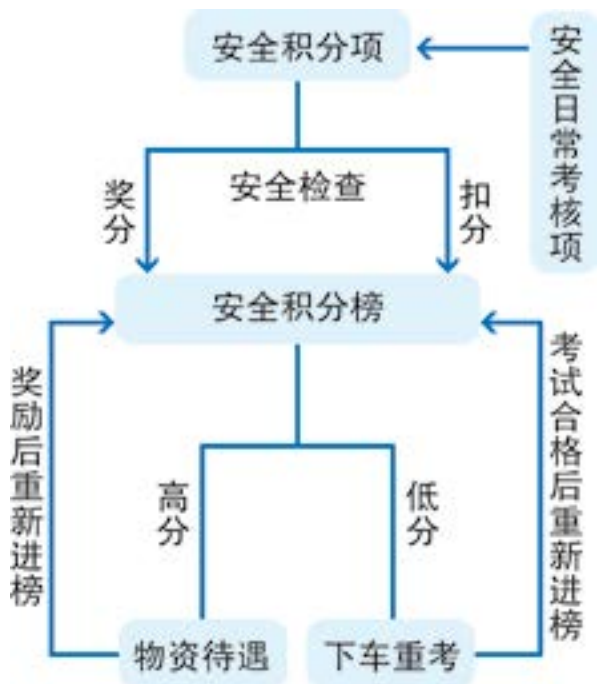 安全积分项
安全日常考核项
安全检查
奖分
扣分
安全积分榜
奖励后重新进榜
高分
低分
考试合格后重新进榜
物资待遇
下车重考